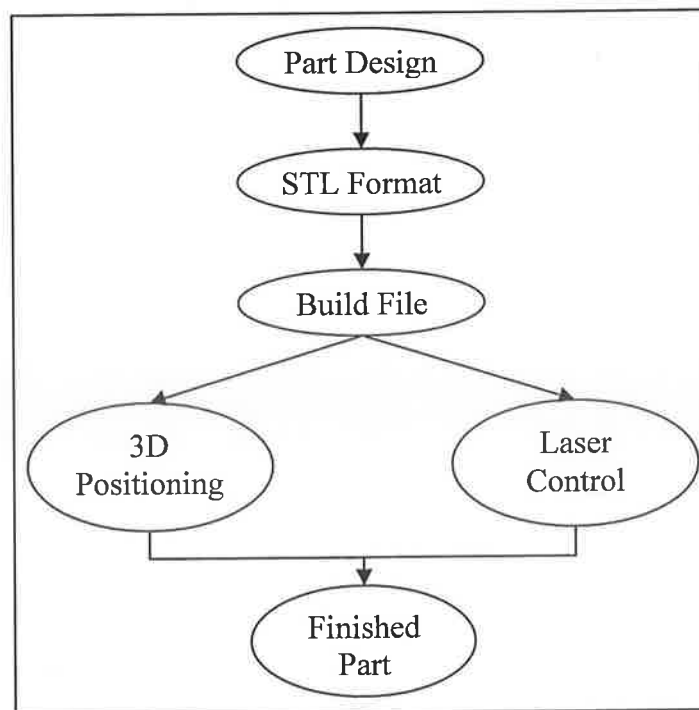 Part Design
STL Format
Build File
3D
Positioning
Laser
Control
Finished
Part